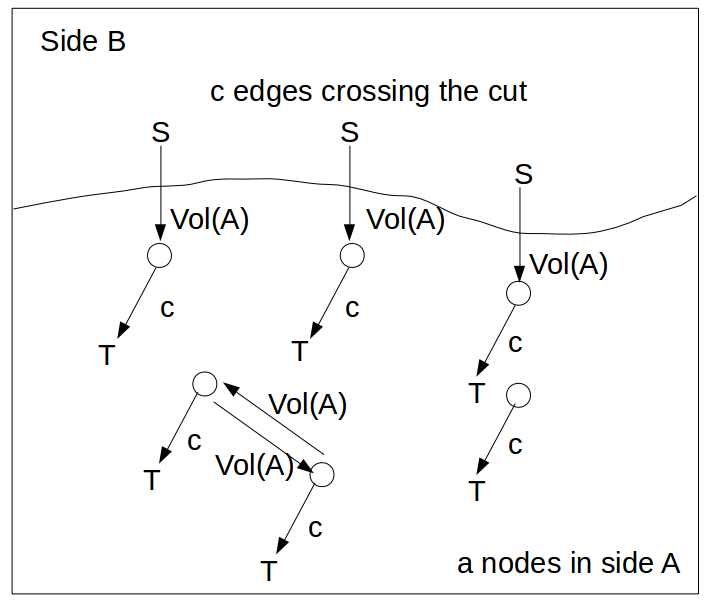 Side B
c edges crossing the cut
S
S
S
Vol(A)
Vol(A)
Vol(A)
c
c
c
T
T
T
Vol(A)
c
c
Vol(A)
T
T
c
T
a nodes in side A